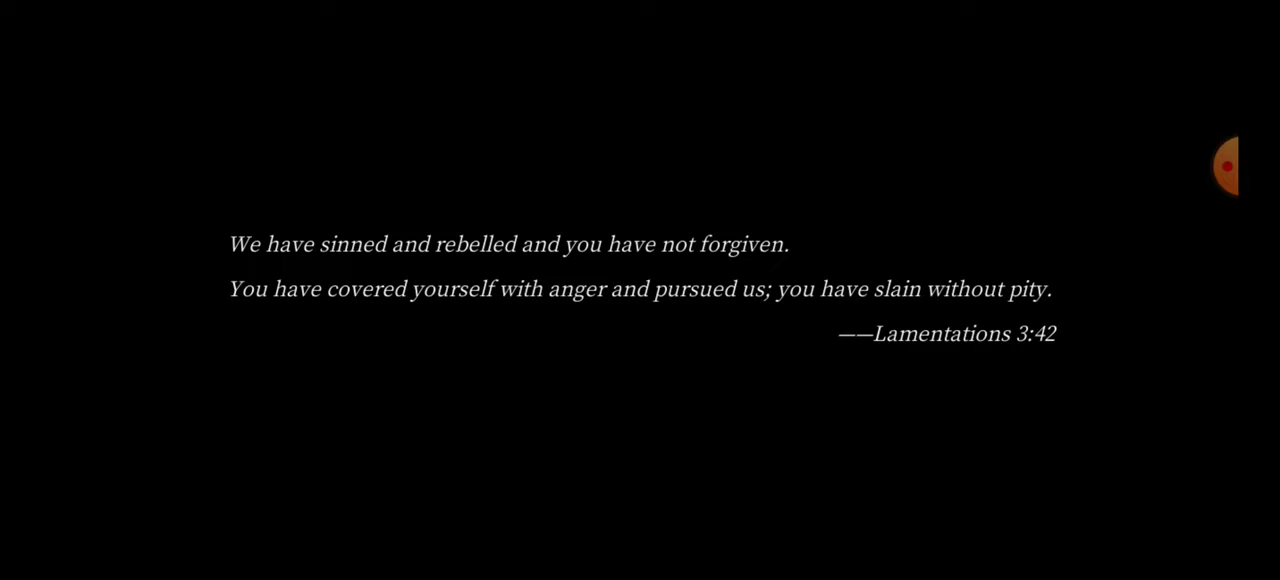 We have sinned and rebelled and you have not forgiven.
You have covered yourself with anger and pursued us; you have slain without pity.
——Lamentations 3:42